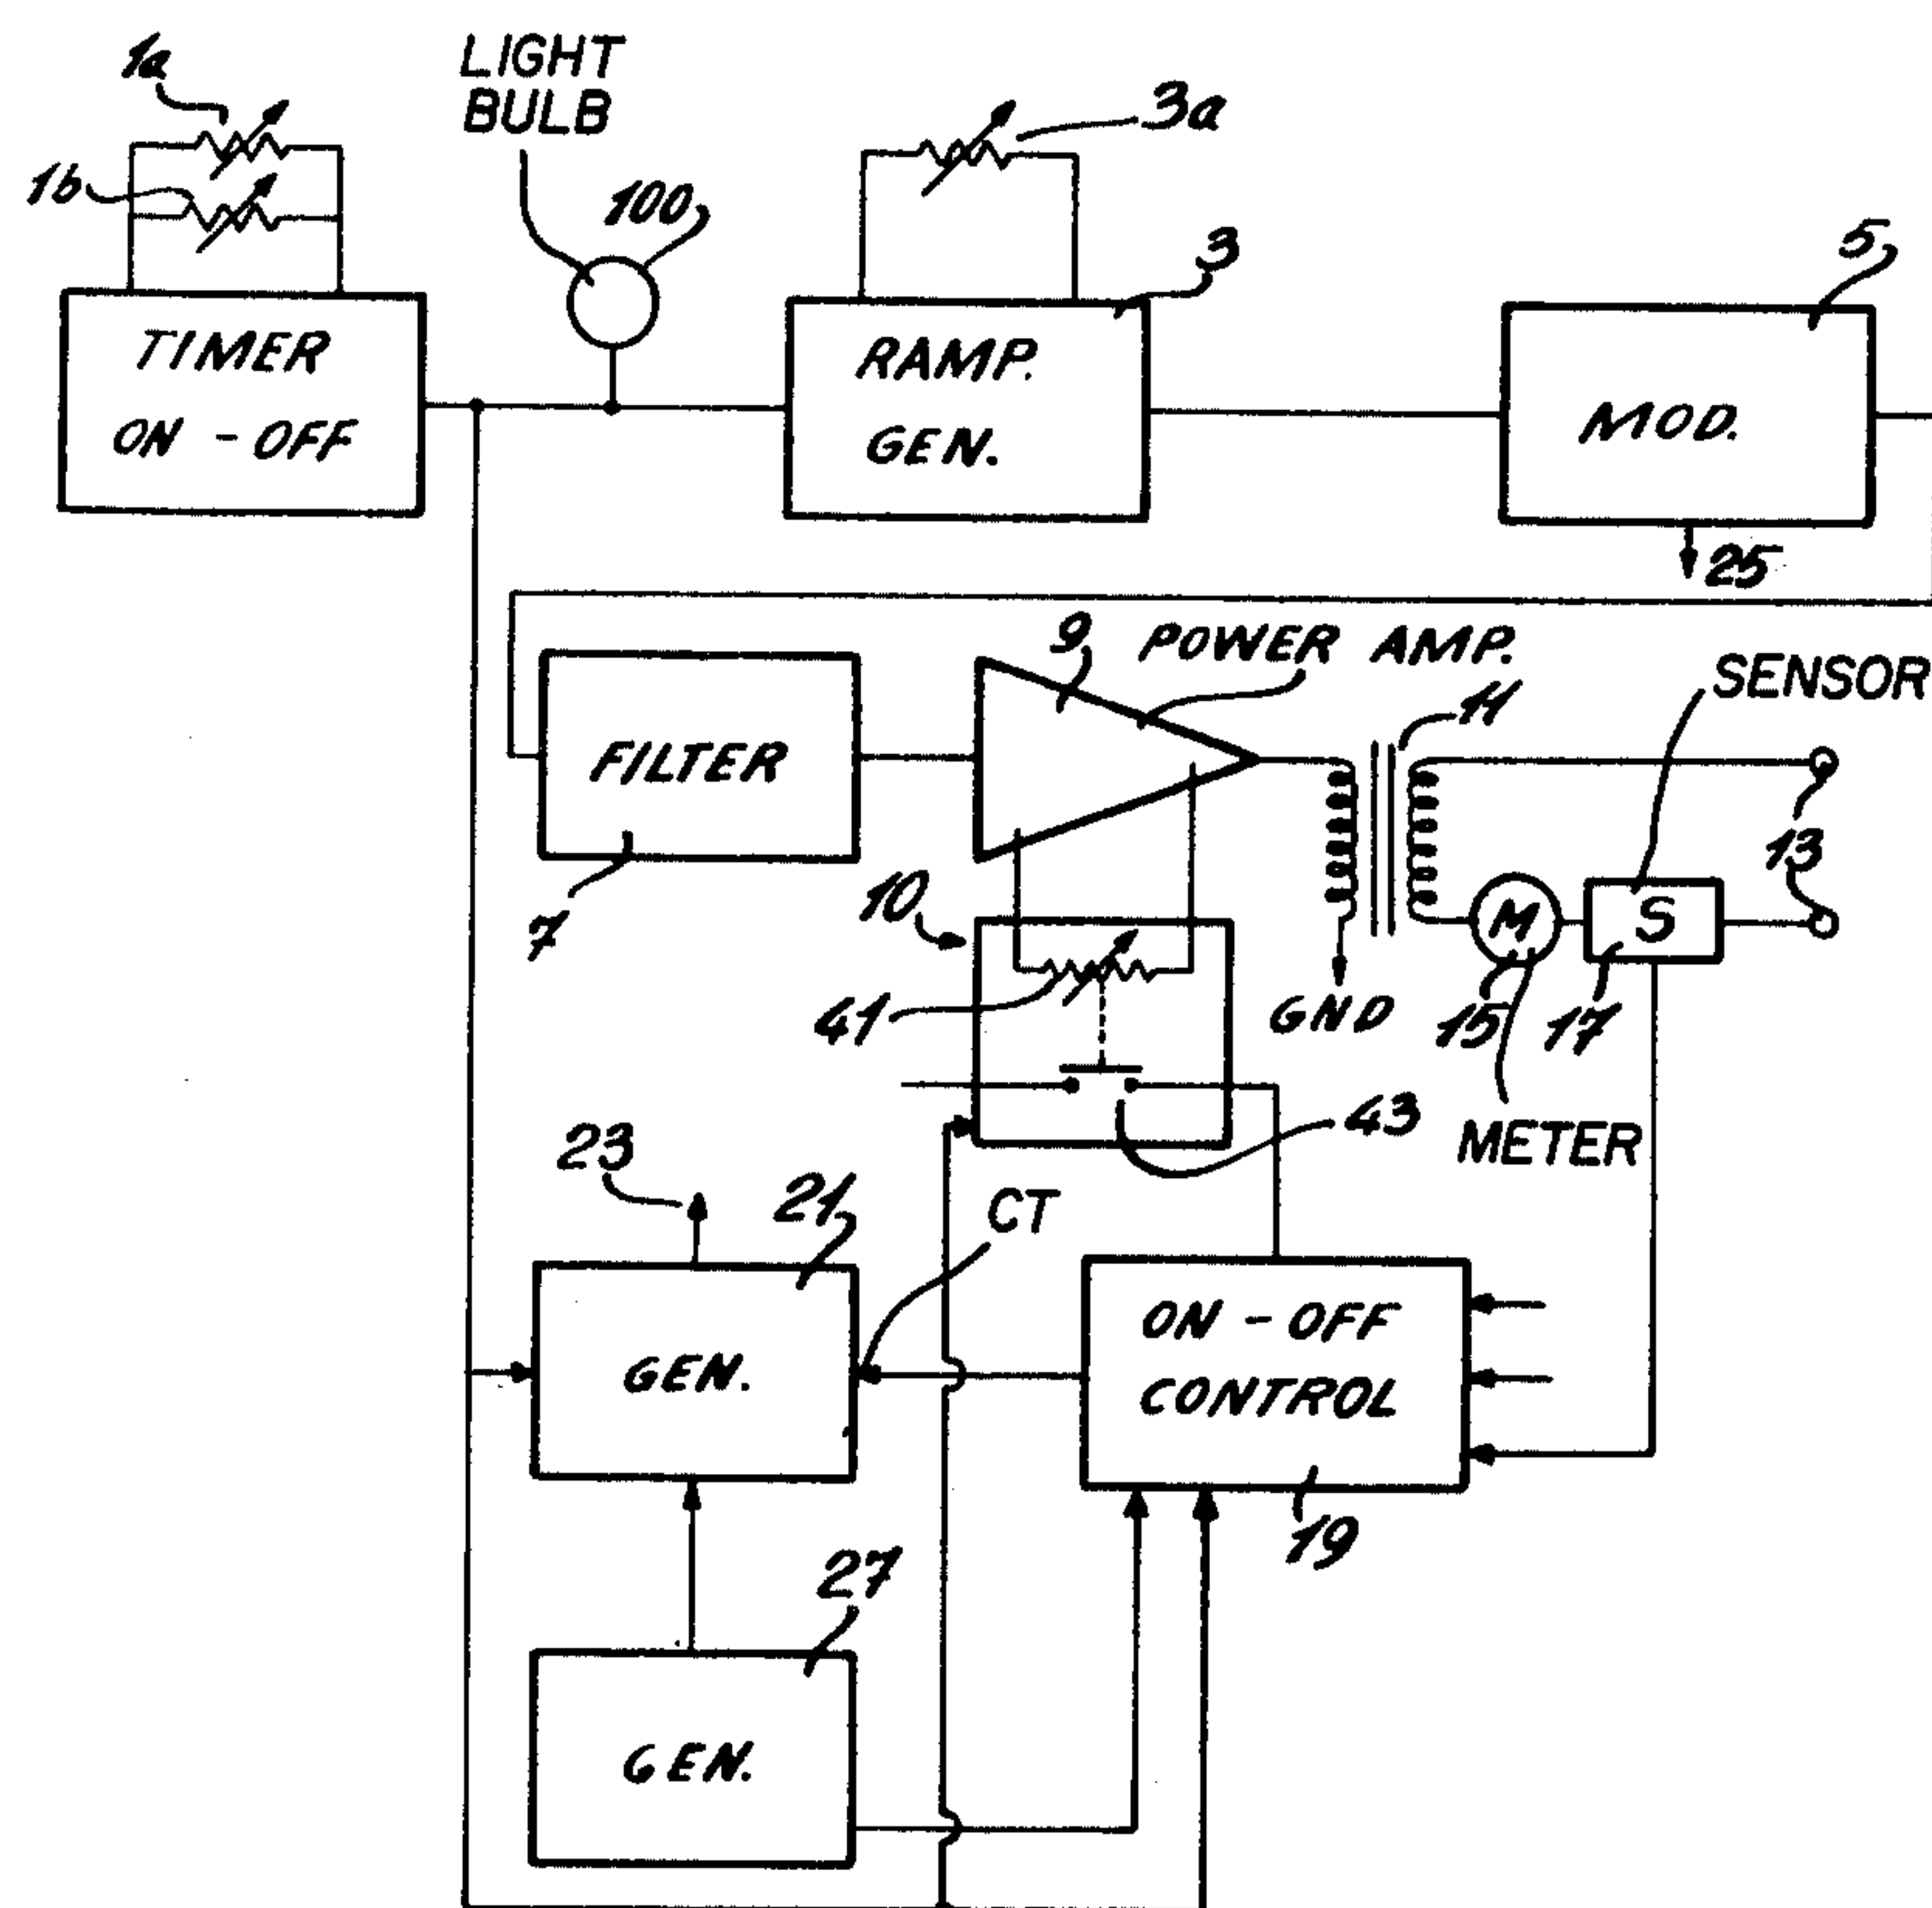 1a
LIGHT
BULB
3a
1b
100
3
5
TIMER
ON - OFF
RAMP.
GEN.
MOD.
25
9
POWER AMP.
SENSOR
11
FILTER
7
13
10
M
S
41
GND
15
17
43
METER
23
21
CT
GEN.
ON - OFF
CONTROL
27
19
GEN.